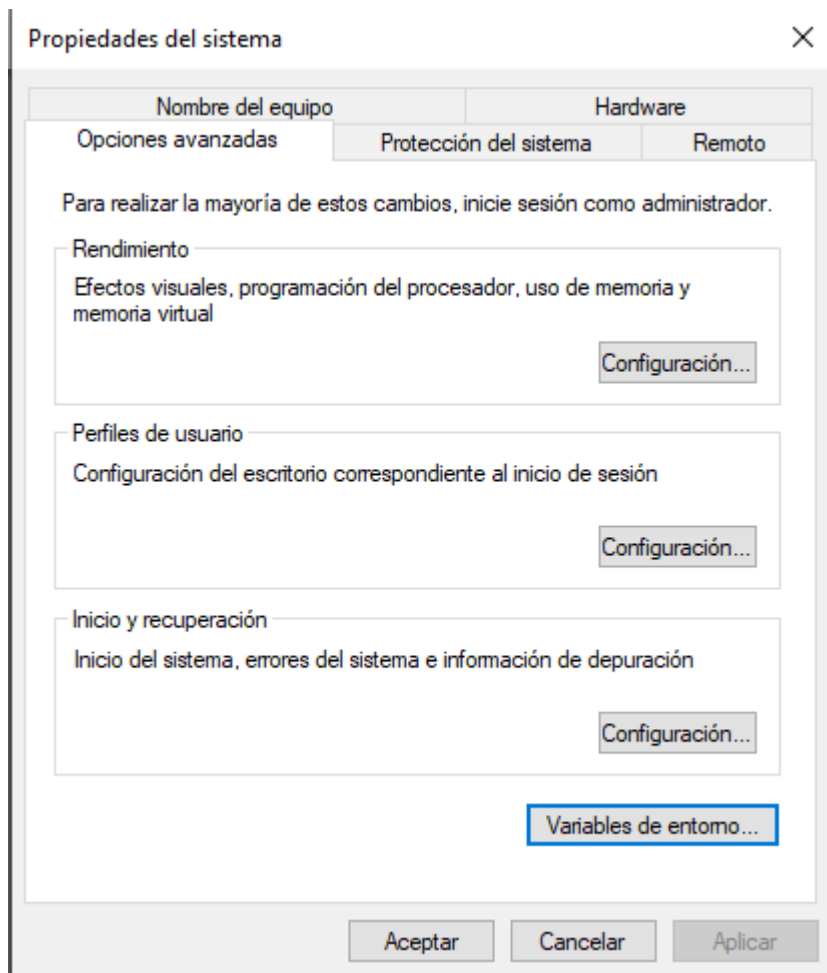 Propiedades del sistema
Nombre del equipo
Hardware
Opciones avanzadas
Protección del sistema
Remoto
Para realizar la mayoría de estos cambios, inicie sesión como administrador.
Rendimiento
Efectos visuales, programación del procesador, uso de memoria y
memoria virtual
Configuración...
Perfiles de usuario
Configuración del escritorio correspondiente al inicio de sesión
Configuración...
Inicio y recuperación
Inicio del sistema, errores del sistema e información de depuración
Configuración...
Variables de entorno...
Aceptar
Cancelar
Aplicar